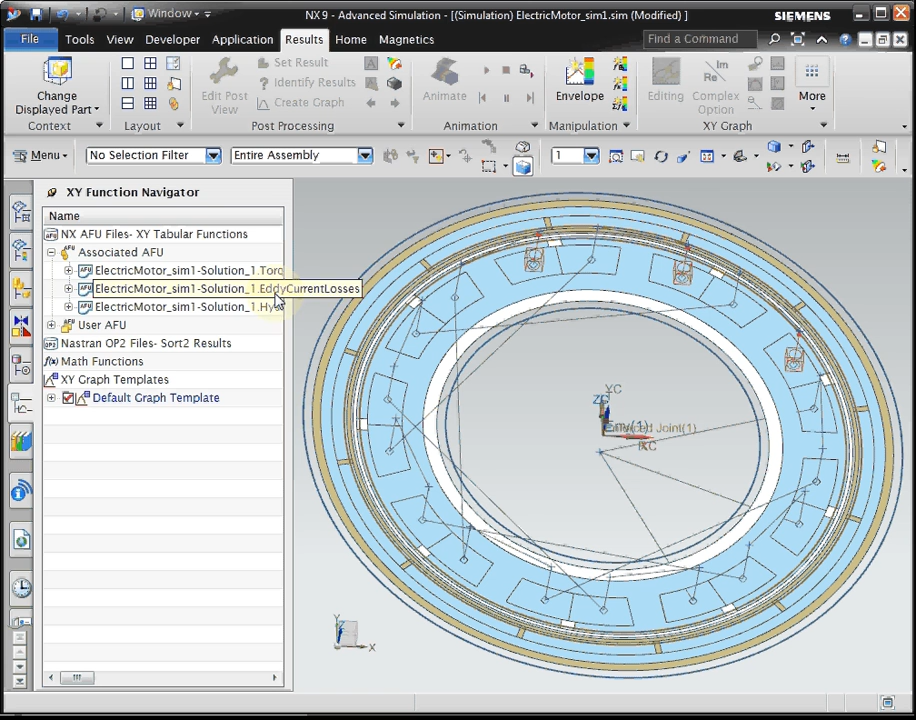 Window
NX 9 - Advanced Simulation - [(Simulation) ElectricMotor_sim1.sim (Modified) ]
SIEMENS
File
Tools
View
Developer
Application
Results
Home
Magnetics
Find a Command
Change
Displayed Part
Context
Layout
Edit Post
View
Set Result
Identify Results
Create Graph
Post Processing
Animate
Animation
Envelope
Manipulation
Editing
Re
Im
Complex
Option
XY Graph
More
Menu
No Selection Filter
Entire Assembly
1
XY Function Navigator
Name
NX AFU Files- XY Tabular Functions
Associated AFU
ElectricMotor_sim1-Solution_1.Torq
ElectricMotor_sim1-Solution_1.EddyCurrentLosses
ElectricMotor_sim1-Solution_1.Hys
User AFU
Nastran OP2 Files- Sort2 Results
Math Functions
XY Graph Templates
Default Graph Template
YC
ZC
Joint(1)
XC
Y
Z
X